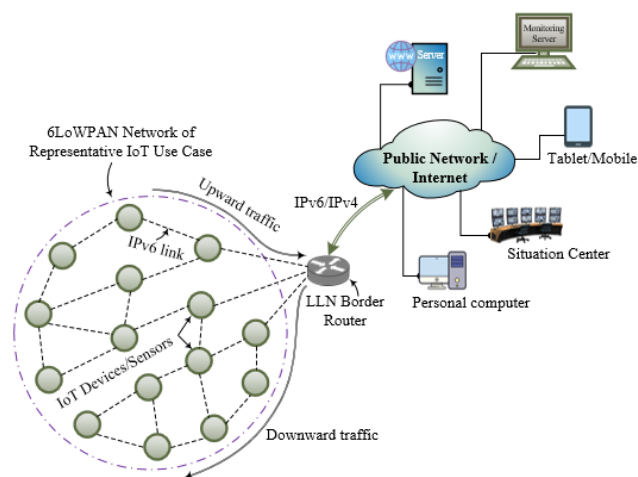 Monitoring
Server
WWW
Server
6LoWPAN Network of
Representative IoT Use Case
Public Network /
Internet
Tablet/Mobile
Upward traffic
IPv6/IPv4
IPv6 link
Situation Center
LLN Border
Router
Personal computer
IoT Devices/Sensors
Downward traffic